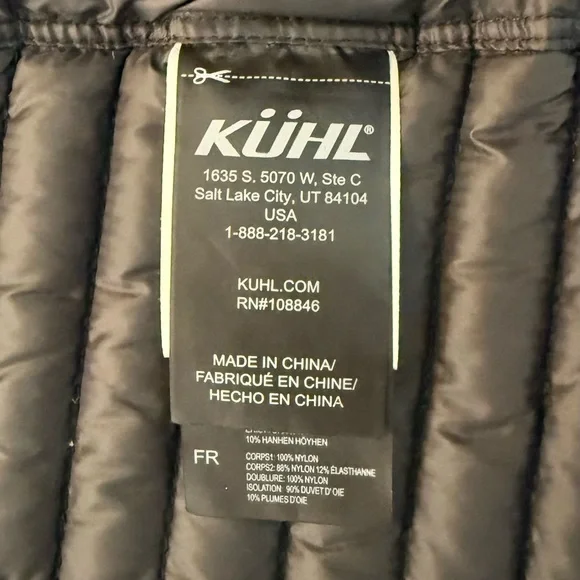 KÜHL®
1635 S. 5070 W, Ste C
Salt Lake City, UT 84104
USA
1-888-218-3181
KUHL.COM
RN#108846
MADE IN CHINA/
FABRIQUÉ EN CHINE/
HECHO EN CHINA
10% HANHEN HÖYHEN
FR
CORPS1: 100% NYLON
CORPS2: 88% NYLON 12% ÉLASTHANNE
DOUBLURE: 100% NYLON
ISOLATION: 90% DUVET D'OIE
10% PLUMES D'OIE